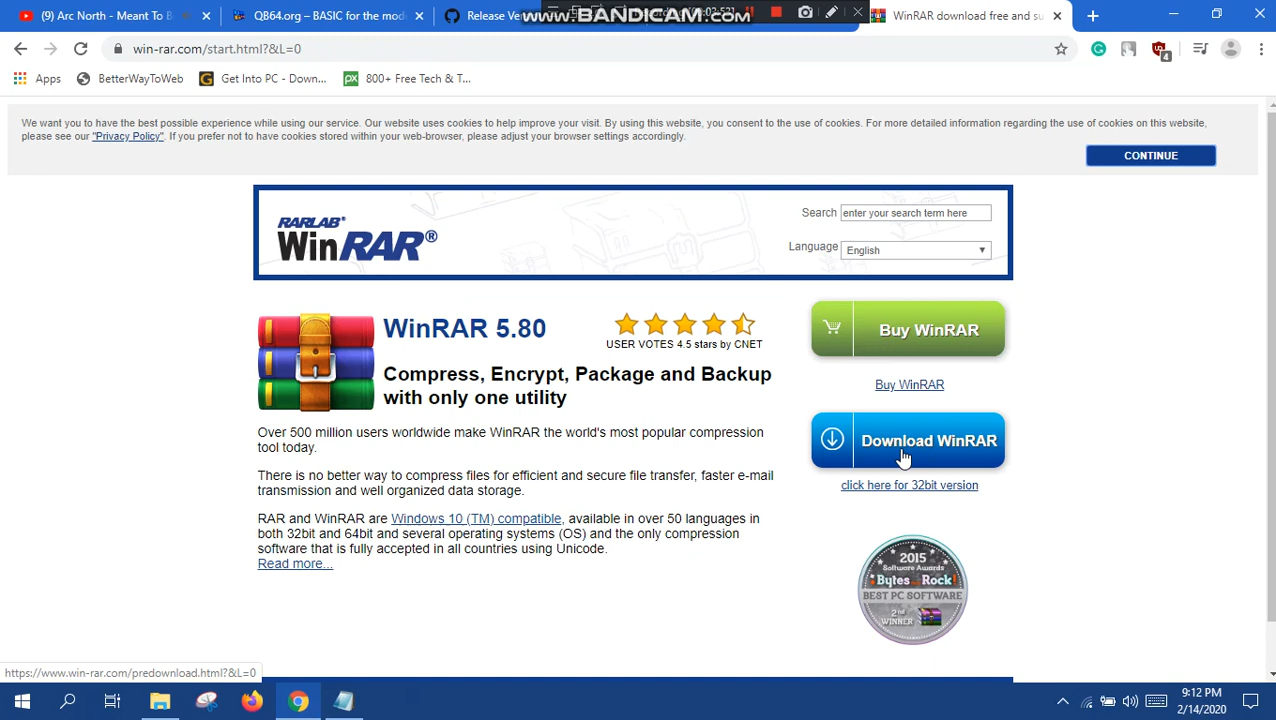 (9) Arc North - Meant To B
QB64.org – BASIC for the mod
Release Ve
www.BANDICAM.com
WinRAR download free and su
win-rar.com/start.html?&L=0
4
Apps
BetterWayToWeb
Get Into PC - Down...
800+ Free Tech & T...
We want you to have the best possible experience while using our service. Our website uses cookies to help improve your visit. By using this website, you consent to the use of cookies. For more detailed information regarding the use of cookies on this website,
please see our "Privacy Policy". If you prefer not to have cookies stored within your web-browser, please adjust your browser settings accordingly.
CONTINUE
RARLAB®
WinRAR®
Search
enter your search term here
Language
English
WinRAR 5.80
USER VOTES 4.5 stars by CNET
Compress, Encrypt, Package and Backup
with only one utility
Over 500 million users worldwide make WinRAR the world's most popular compression
tool today.
There is no better way to compress files for efficient and secure file transfer, faster e-mail
transmission and well organized data storage.
RAR and WinRAR are Windows 10 (TM) compatible, available in over 50 languages in
both 32bit and 64bit and several operating systems (OS) and the only compression
software that is fully accepted in all countries using Unicode.
Read more...
Buy WinRAR
Buy WinRAR
Download WinRAR
click here for 32bit version
2015
Software Awards
Bytes Rock!
BEST PC SOFTWARE
2nd
WINNER
https://www.win-rar.com/predownload.html?&L=0
9:12 PM
2/14/2020